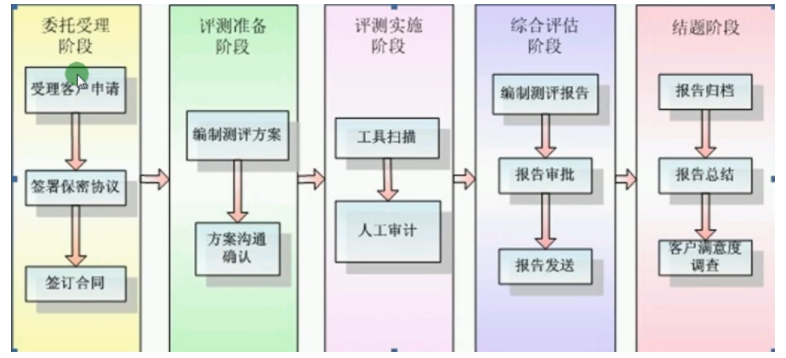 委托受理
阶段
受理客户申请
签署保密协议
签订合同
评测准备
阶段
编制测评方案
方案沟通
确认
评测实施
阶段
工具扫描
人工审计
综合评估
阶段
编制测评报告
报告审批
报告发送
结题阶段
报告归档
报告总结
客户满意度
调查